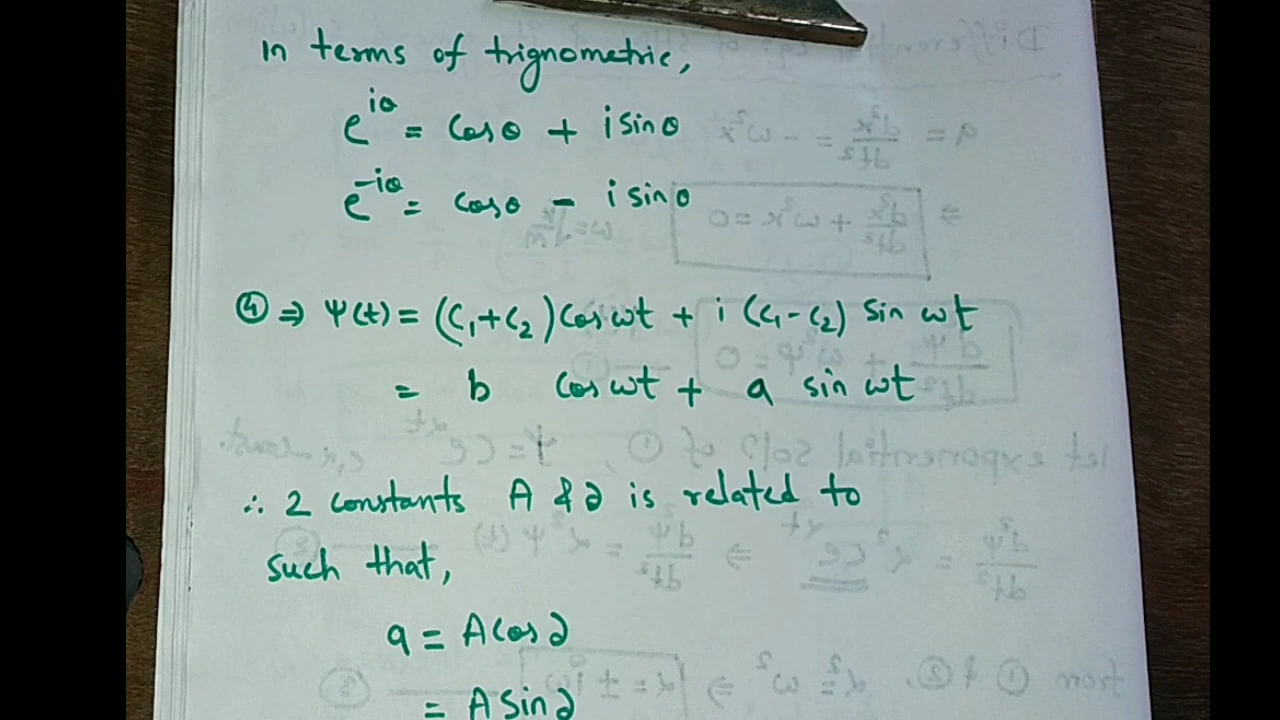 In terms of trignometric,
e^{iθ} = cosθ + i sinθ
e^{-iθ} = cosθ - i sinθ
④ ⇒ Ψ(t) = (C₁+C₂) cos ωt + i (C₁-C₂) sin ωt
= b cos ωt + a sin ωt
∴ 2 constants A & ∂ is related to
such that,
a = A cos ∂
= A sin ∂